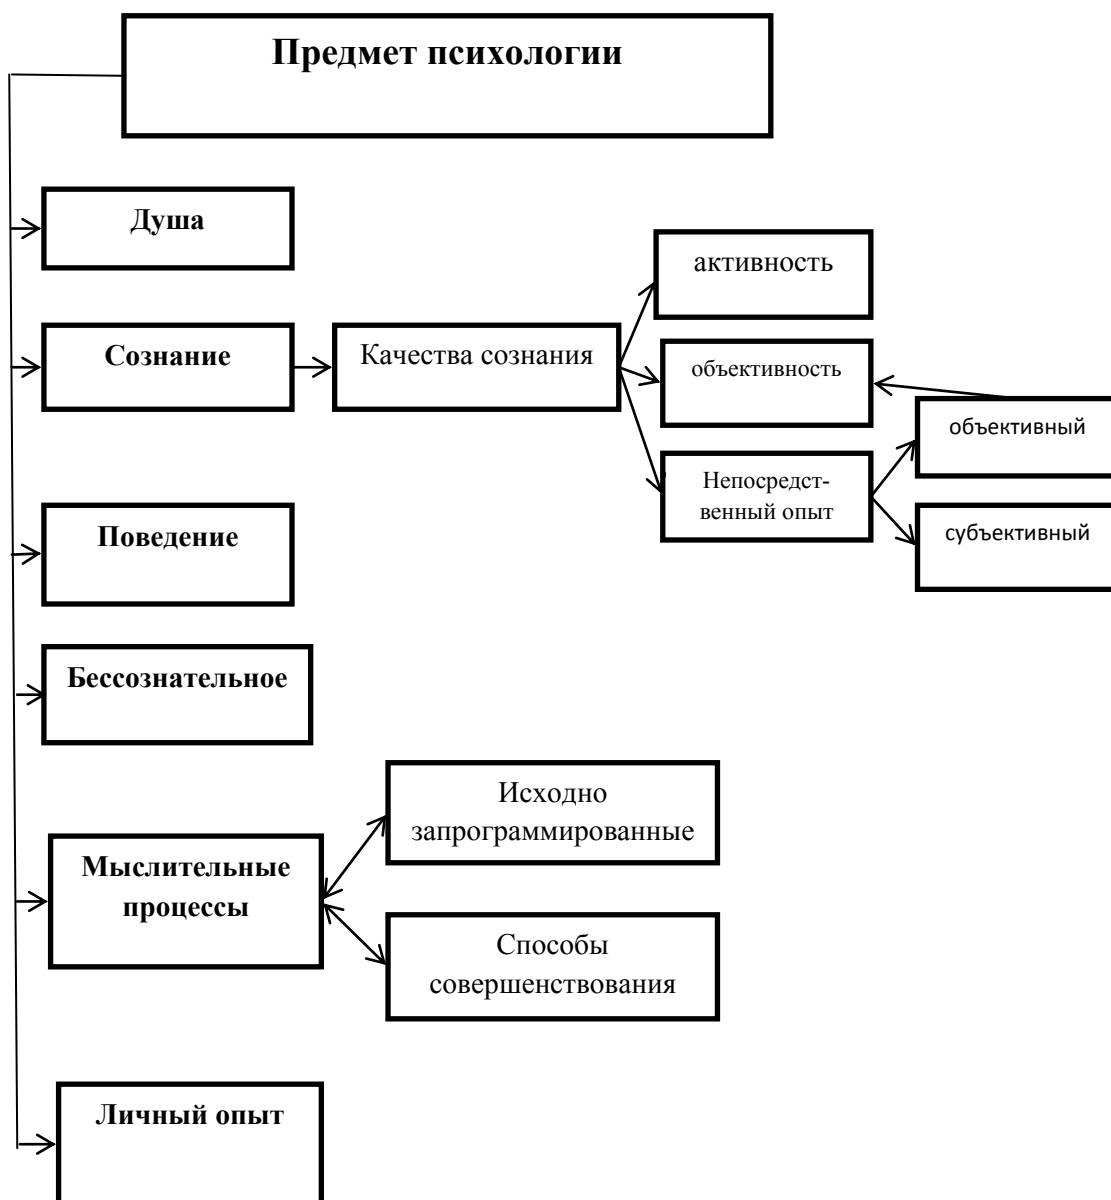 Предмет психологии
Душа
активность
Сознание
Качества сознания
объективность
объективный
Непосредст-
венный опыт
субъективный
Поведение
Бессознательное
Исходно
запрограммированные
Мыслительные
процессы
Способы
совершенствования
Личный опыт